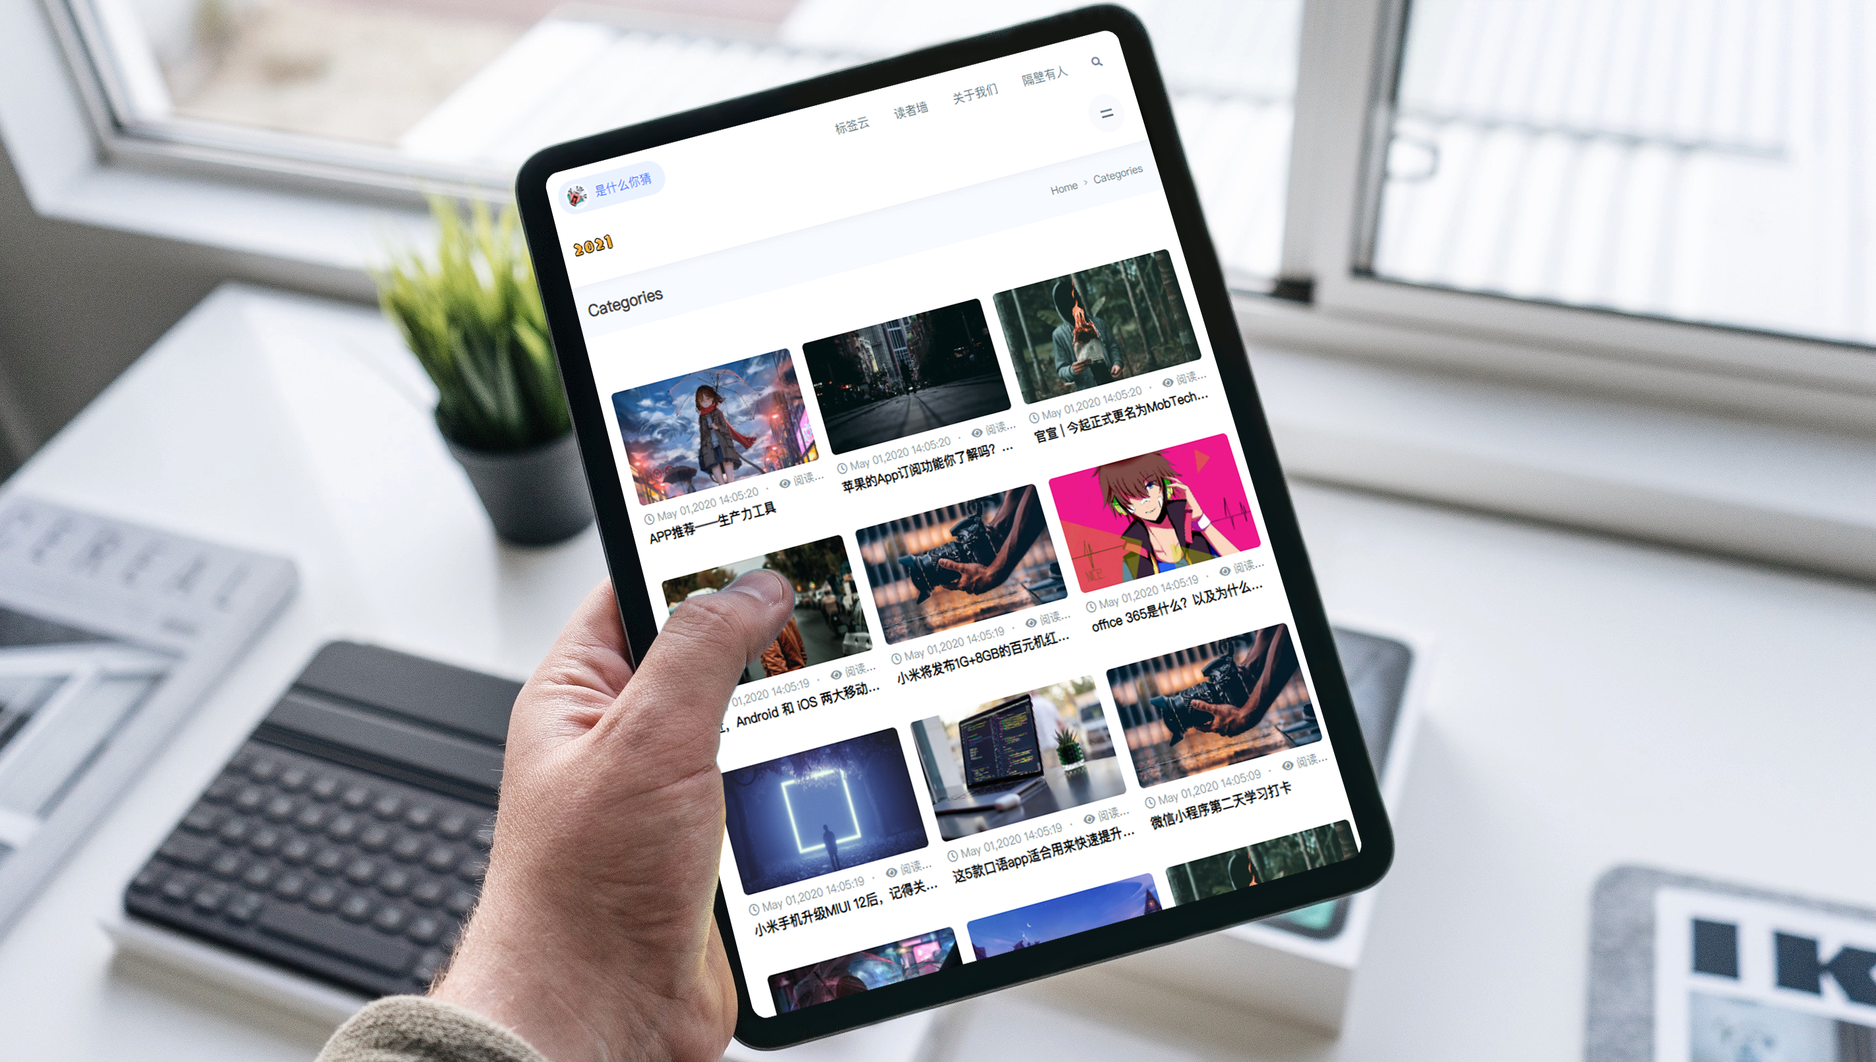 标签云 读者墙 关于我们 隔壁有人
是什么你猜
2021
Home › Categories
Categories
May 01,2020 14:05:20 · 阅读...
APP推荐——生产力工具
May 01,2020 14:05:20 · 阅读...
苹果的App订阅功能你了解吗？...
May 01,2020 14:05:20 · 阅读...
官宣 | 今起正式更名为MobTech...
01,2020 14:05:19 · 阅读...
Android 和 iOS 两大移动...
May 01,2020 14:05:19 · 阅读...
小米将发布1G+8GB的百元机红...
NICE
May 01,2020 14:05:19 · 阅读...
office 365是什么？以及为什么...
May 01,2020 14:05:19 · 阅读...
小米手机升级MIUI 12后，记得关...
May 01,2020 14:05:19 · 阅读...
这5款口语app适合用来快速提升...
May 01,2020 14:05:09 · 阅读...
微信小程序第二天学习打卡
CEREAL
IK